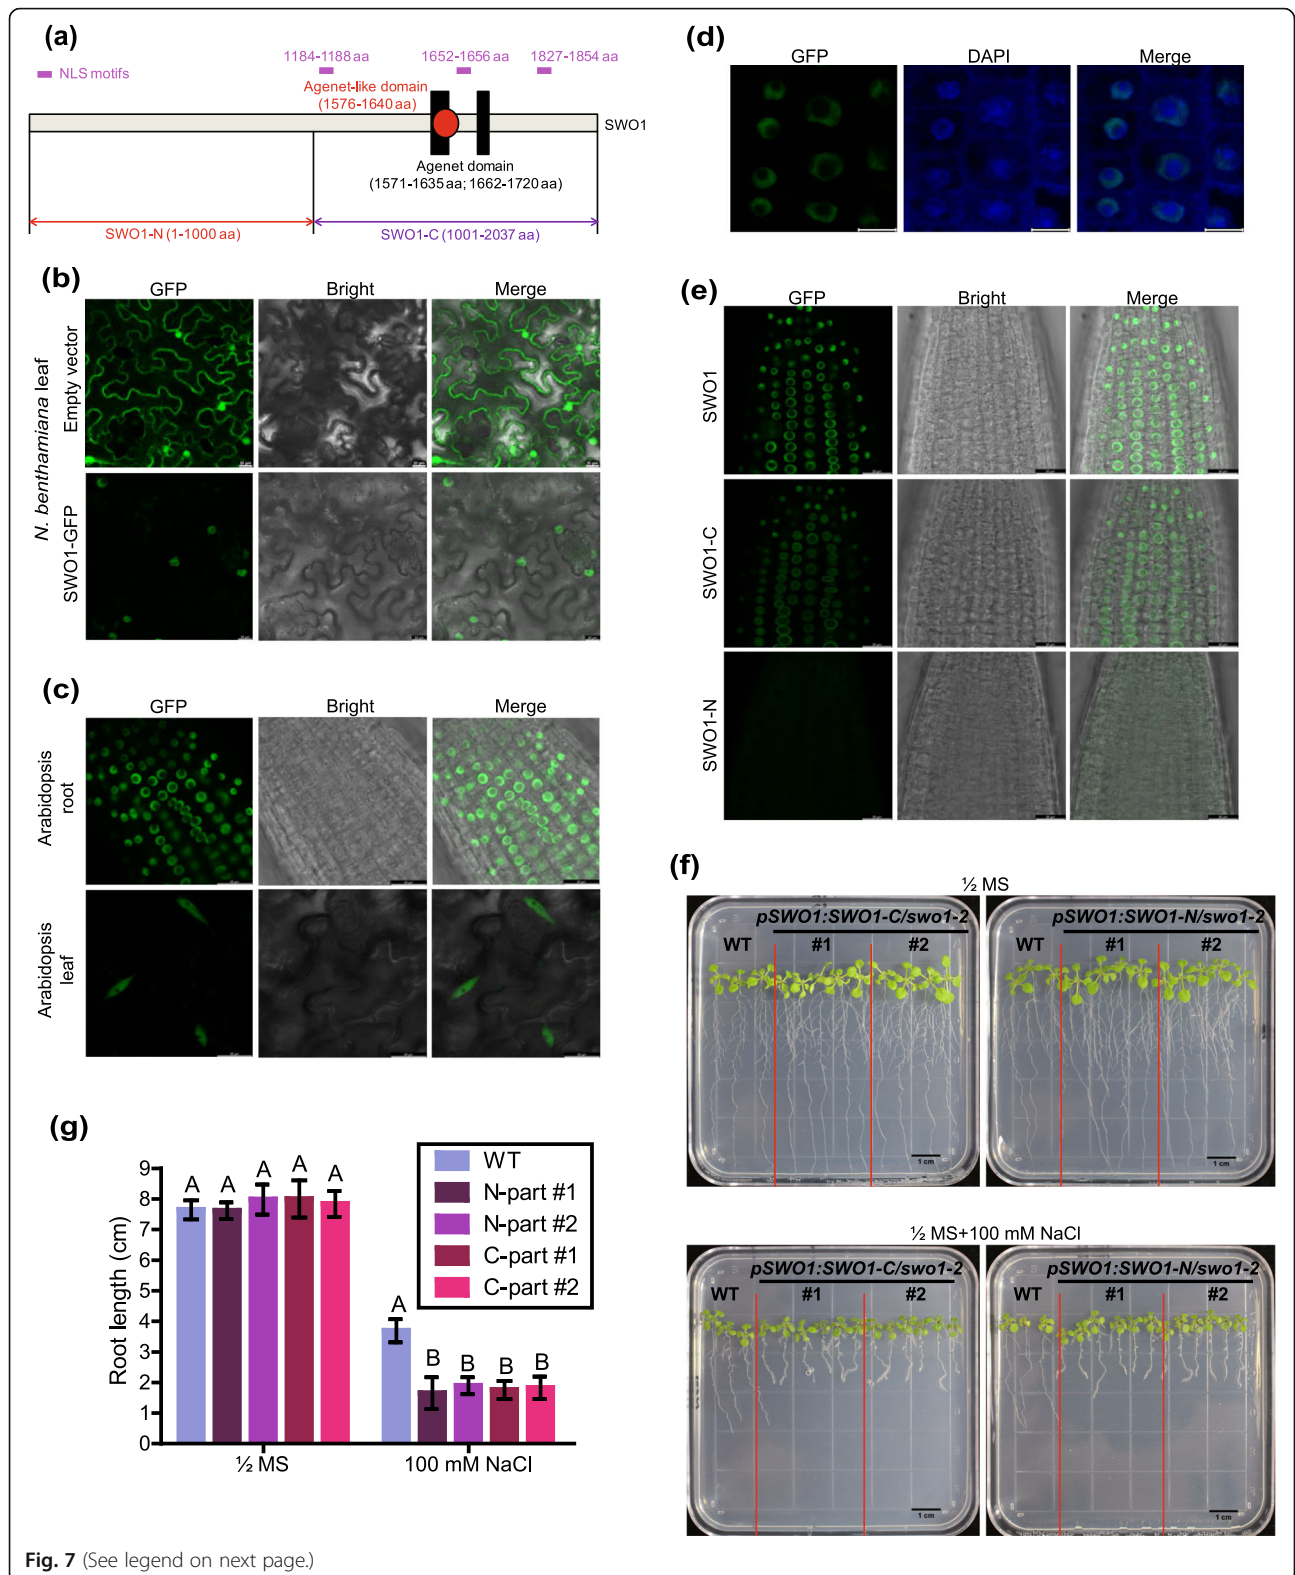 (a)
1184-1188 aa
1652-1656 aa
1827-1854 aa
NLS motifs
Agenet-like domain
(1576-1640 aa)
SWO1
Agenet domain
(1571-1635 aa; 1662-1720 aa)
SWO1-N (1-1000 aa)
SWO1-C (1001-2037 aa)
(b)
GFP
Bright
Merge
N. benthamiana leaf
Empty vector
SWO1-GFP
(c)
GFP
Bright
Merge
Arabidopsis
root
Arabidopsis
leaf
(d)
GFP
DAPI
Merge
(e)
GFP
Bright
Merge
SWO1
SWO1-C
SWO1-N
(f)
½ MS
pSWO1:SWO1-C/swo1-2
WT
#1
#2
1 cm
pSWO1:SWO1-N/swo1-2
WT
#1
#2
1 cm
½ MS+100 mM NaCl
pSWO1:SWO1-C/swo1-2
WT
#1
#2
1 cm
pSWO1:SWO1-N/swo1-2
WT
#1
#2
1 cm
(g)
Root length (cm)
9
8
7
6
5
4
3
2
1
0
A
A
A
A
A
A
B
B
B
B
½ MS
100 mM NaCl
WT
N-part #1
N-part #2
C-part #1
C-part #2
Fig. 7 (See legend on next page.)